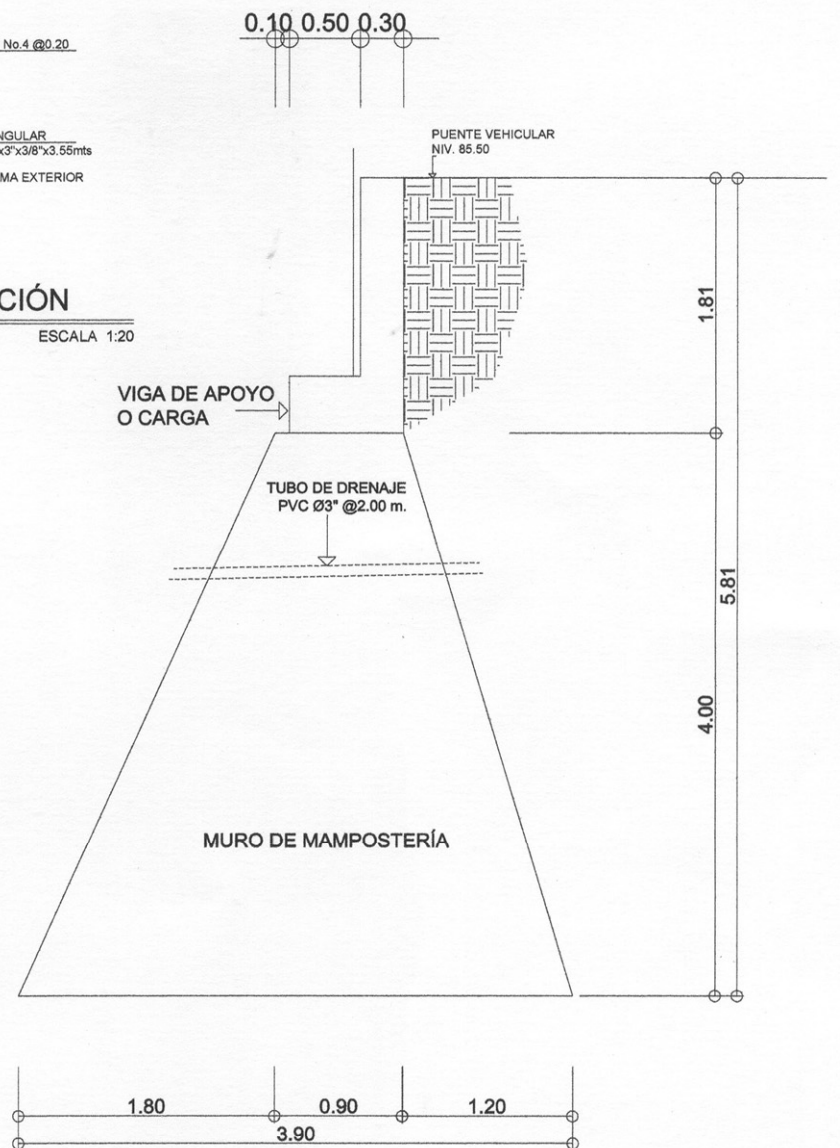 0.10 0.50 0.30
No.4 @0.20
NGULAR
x3"x3/8"x3.55mts
MA EXTERIOR
PUENTE VEHICULAR
NIV. 85.50
CIÓN
ESCALA 1:20
1.81
VIGA DE APOYO
O CARGA
TUBO DE DRENAJE
PVC Ø3" @2.00 m.
5.81
4.00
MURO DE MAMPOSTERÍA
1.80
0.90
1.20
3.90